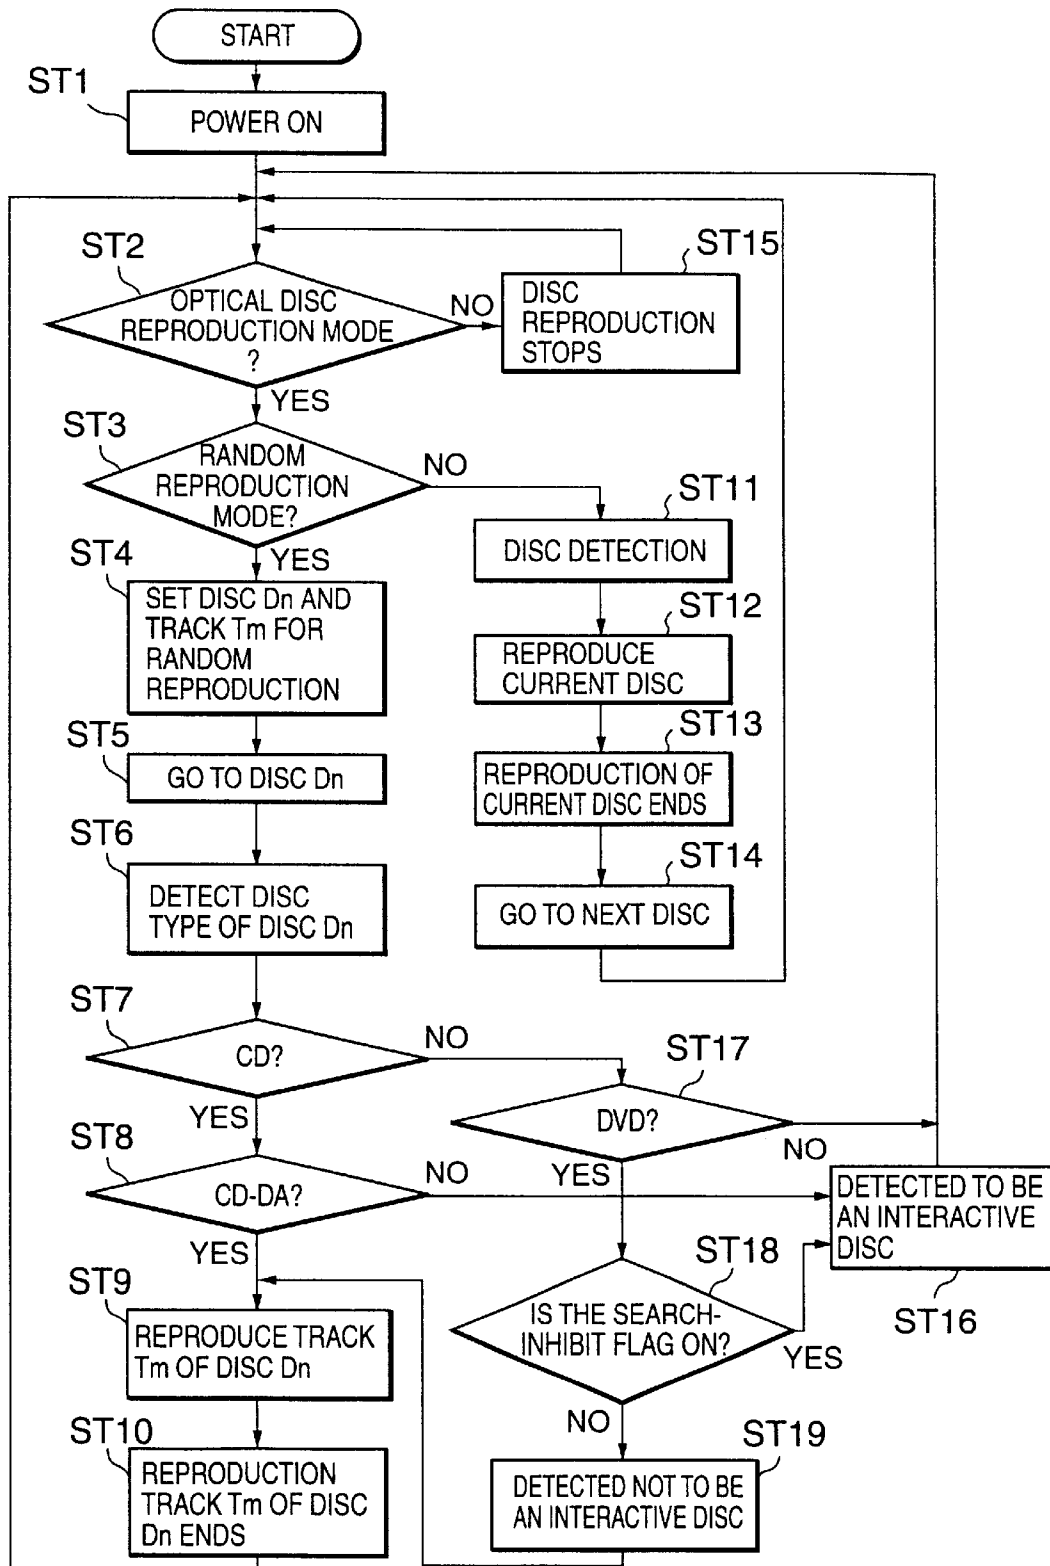 START
ST1
POWER ON
ST2
OPTICAL DISC
REPRODUCTION MODE
?
NO
ST15
DISC
REPRODUCTION
STOPS
YES
ST3
RANDOM
REPRODUCTION
MODE?
NO
YES
ST4
SET DISC Dn AND
TRACK Tm FOR
RANDOM
REPRODUCTION
ST11
DISC DETECTION
ST12
REPRODUCE
CURRENT DISC
ST5
GO TO DISC Dn
ST13
REPRODUCTION OF
CURRENT DISC ENDS
ST6
DETECT DISC
TYPE OF DISC Dn
ST14
GO TO NEXT DISC
ST7
CD?
NO
YES
ST17
DVD?
NO
YES
ST8
CD-DA?
NO
YES
DETECTED TO BE
AN INTERACTIVE
DISC
ST16
ST18
IS THE SEARCH-
INHIBIT FLAG ON?
YES
NO
ST9
REPRODUCE TRACK
Tm OF DISC Dn
ST10
REPRODUCTION
TRACK Tm OF DISC
Dn ENDS
ST19
DETECTED NOT TO BE
AN INTERACTIVE DISC